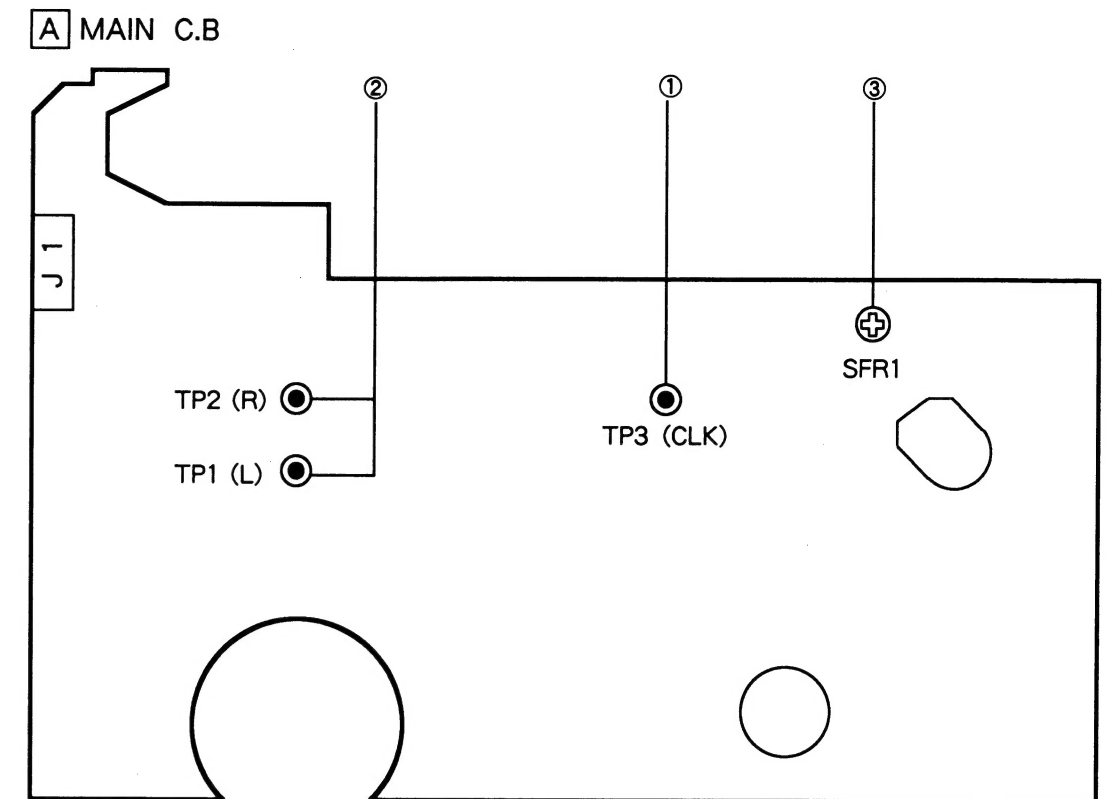 A MAIN C.B
② ① ③
J 1
SFR1
TP2 (R)
TP3 (CLK)
TP1 (L)